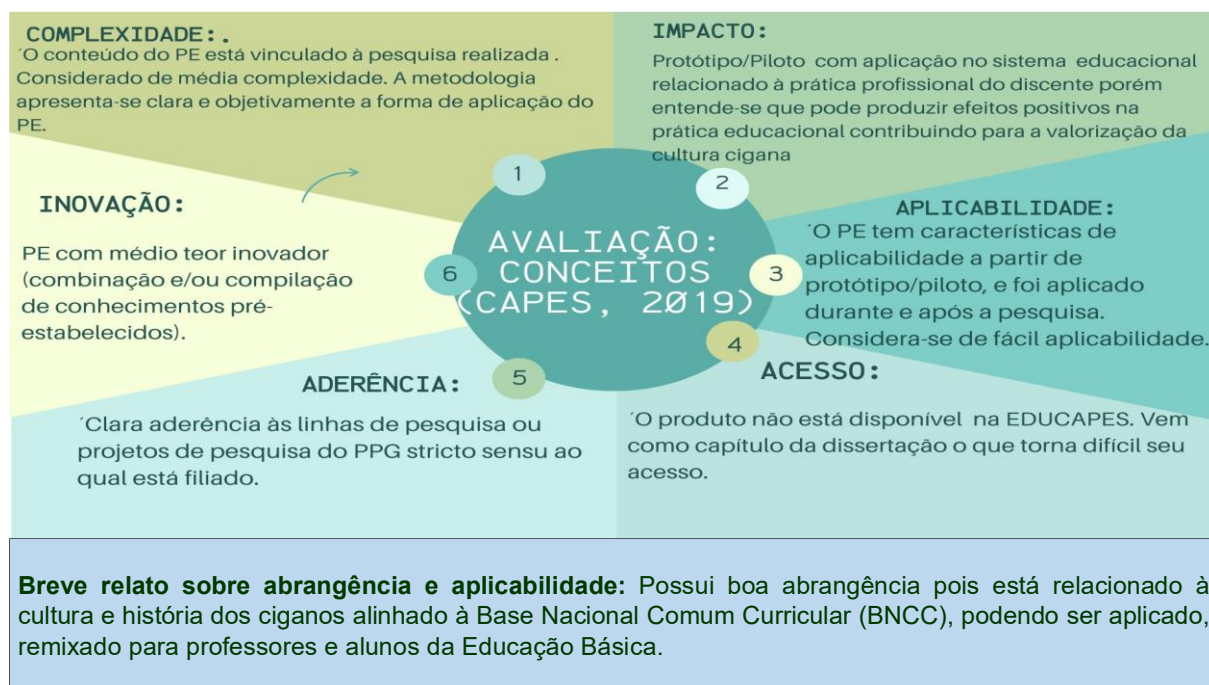 COMPLEXIDADE:.
´O conteúdo do PE está vinculado à pesquisa realizada .
Considerado de média complexidade. A metodologia
apresenta-se clara e objetivamente a forma de aplicação do
PE.
IMPACTO:
Protótipo/Piloto com aplicação no sistema educacional
relacionado à prática profissional do discente porém
entende-se que pode produzir efeitos positivos na
prática educacional contribuindo para a valorização da
cultura cigana
1
2
INOVAÇÃO:
PE com médio teor inovador
(combinação e/ou compilação
de conhecimentos pré-
estabelecidos).
6
AVALIAÇÃO:
CONCEITOS
(CAPES, 2019)
3
APLICABILIDADE:
´O PE tem características de
aplicabilidade a partir de
protótipo/piloto, e foi aplicado
durante e após a pesquisa.
Considera-se de fácil aplicabilidade.
4
5
ADERÊNCIA:
´Clara aderência às linhas de pesquisa ou
projetos de pesquisa do PPG stricto sensu ao
qual está filiado.
ACESSO:
´O produto não está disponível na EDUCAPES. Vem
como capítulo da dissertação o que torna difícil seu
acesso.
Breve relato sobre abrangência e aplicabilidade: Possui boa abrangência pois está relacionado à
cultura e história dos ciganos alinhado à Base Nacional Comum Curricular (BNCC), podendo ser aplicado,
remixado para professores e alunos da Educação Básica.